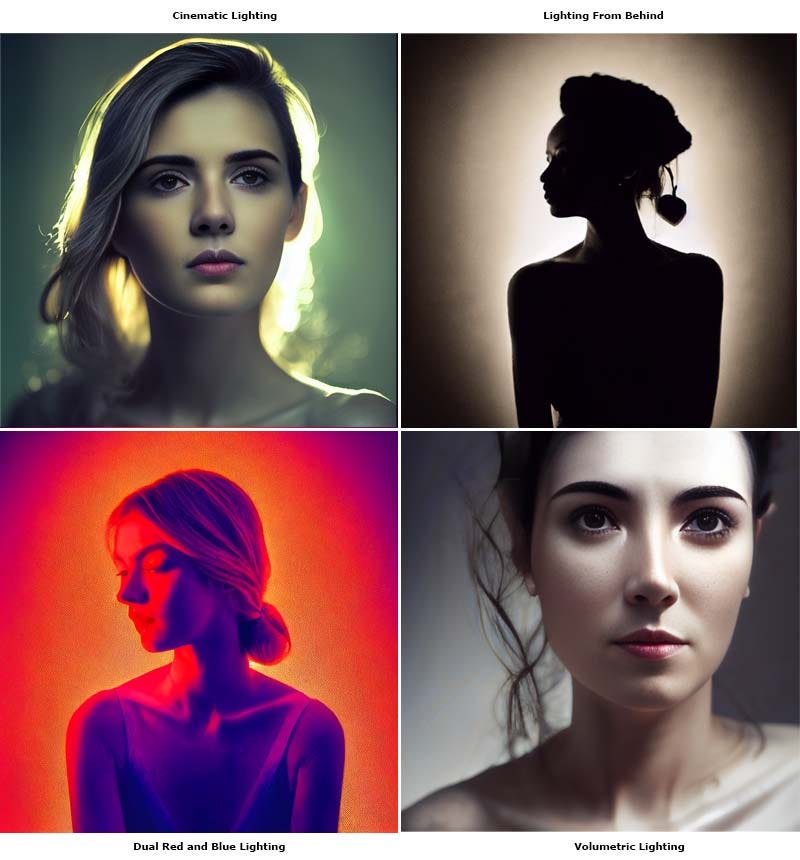 Cinematic Lighting
Lighting From Behind
Dual Red and Blue Lighting
Volumetric Lighting